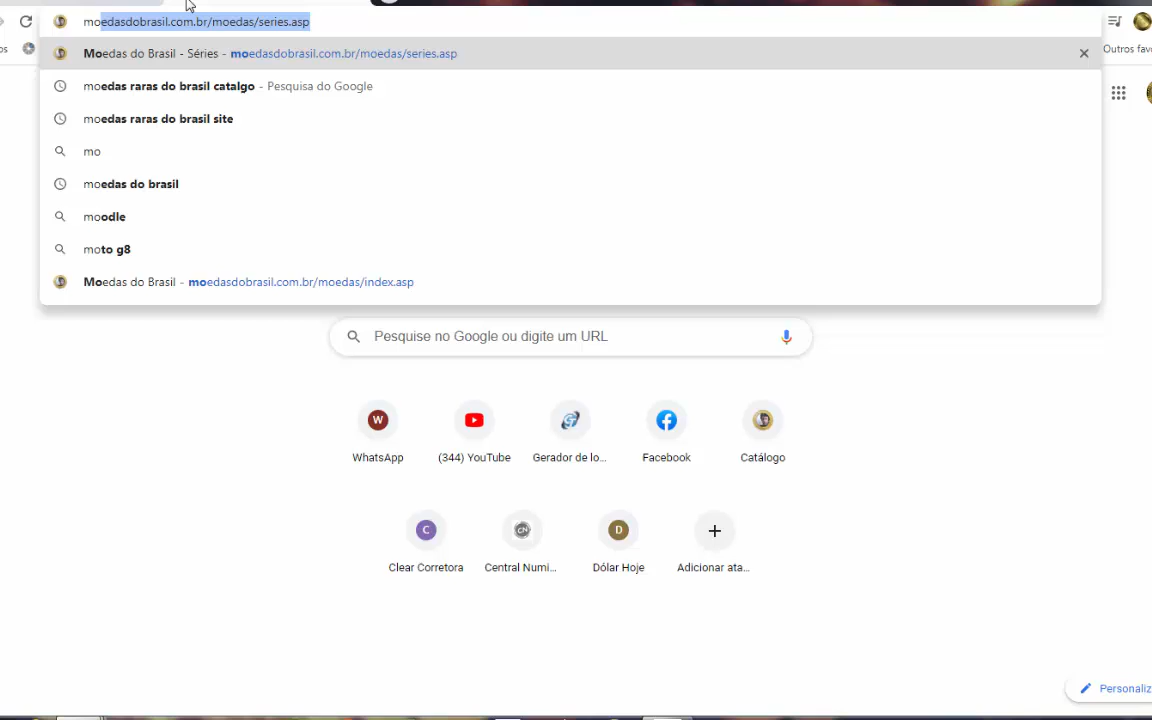 moedasdobrasil.com.br/moedas/series.asp
os
Outros fav
Moedas do Brasil - Séries - moedasdobrasil.com.br/moedas/series.asp
moedas raras do brasil catalgo - Pesquisa do Google
moedas raras do brasil site
mo
moedas do brasil
moodle
moto g8
Moedas do Brasil - moedasdobrasil.com.br/moedas/index.asp
Pesquise no Google ou digite um URL
W
WhatsApp
(344) YouTube
Gerador de lo...
Facebook
Catálogo
C
CN
D
Clear Corretora
Central Numi...
Dólar Hoje
Adicionar ata...
Personaliz